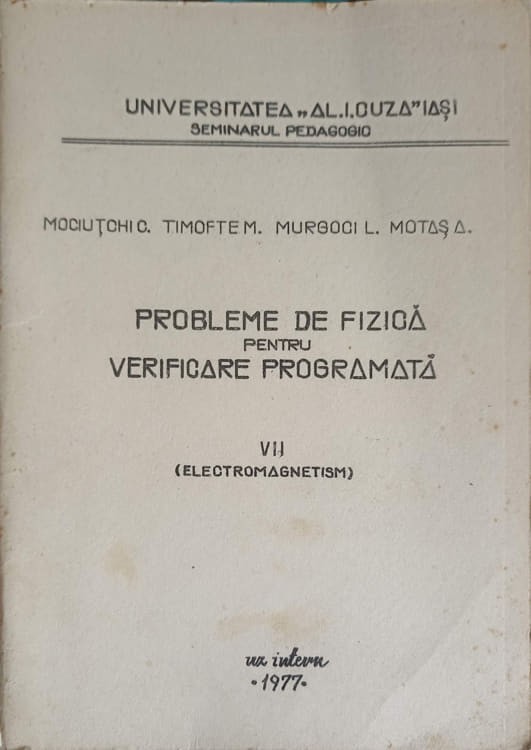 UNIVERSITATEA „AL.I.CUZA” IAŞI
SEMINARUL PEDAGOGIC
MOCIUŢCHI C. TIMOFTE M. MURGOCI L. MOTAŞ A.
PROBLEME DE FIZICĂ
PENTRU
VERIFICARE PROGRAMATĂ
VII
(ELECTROMAGNETISM)
uz intern
•1977•